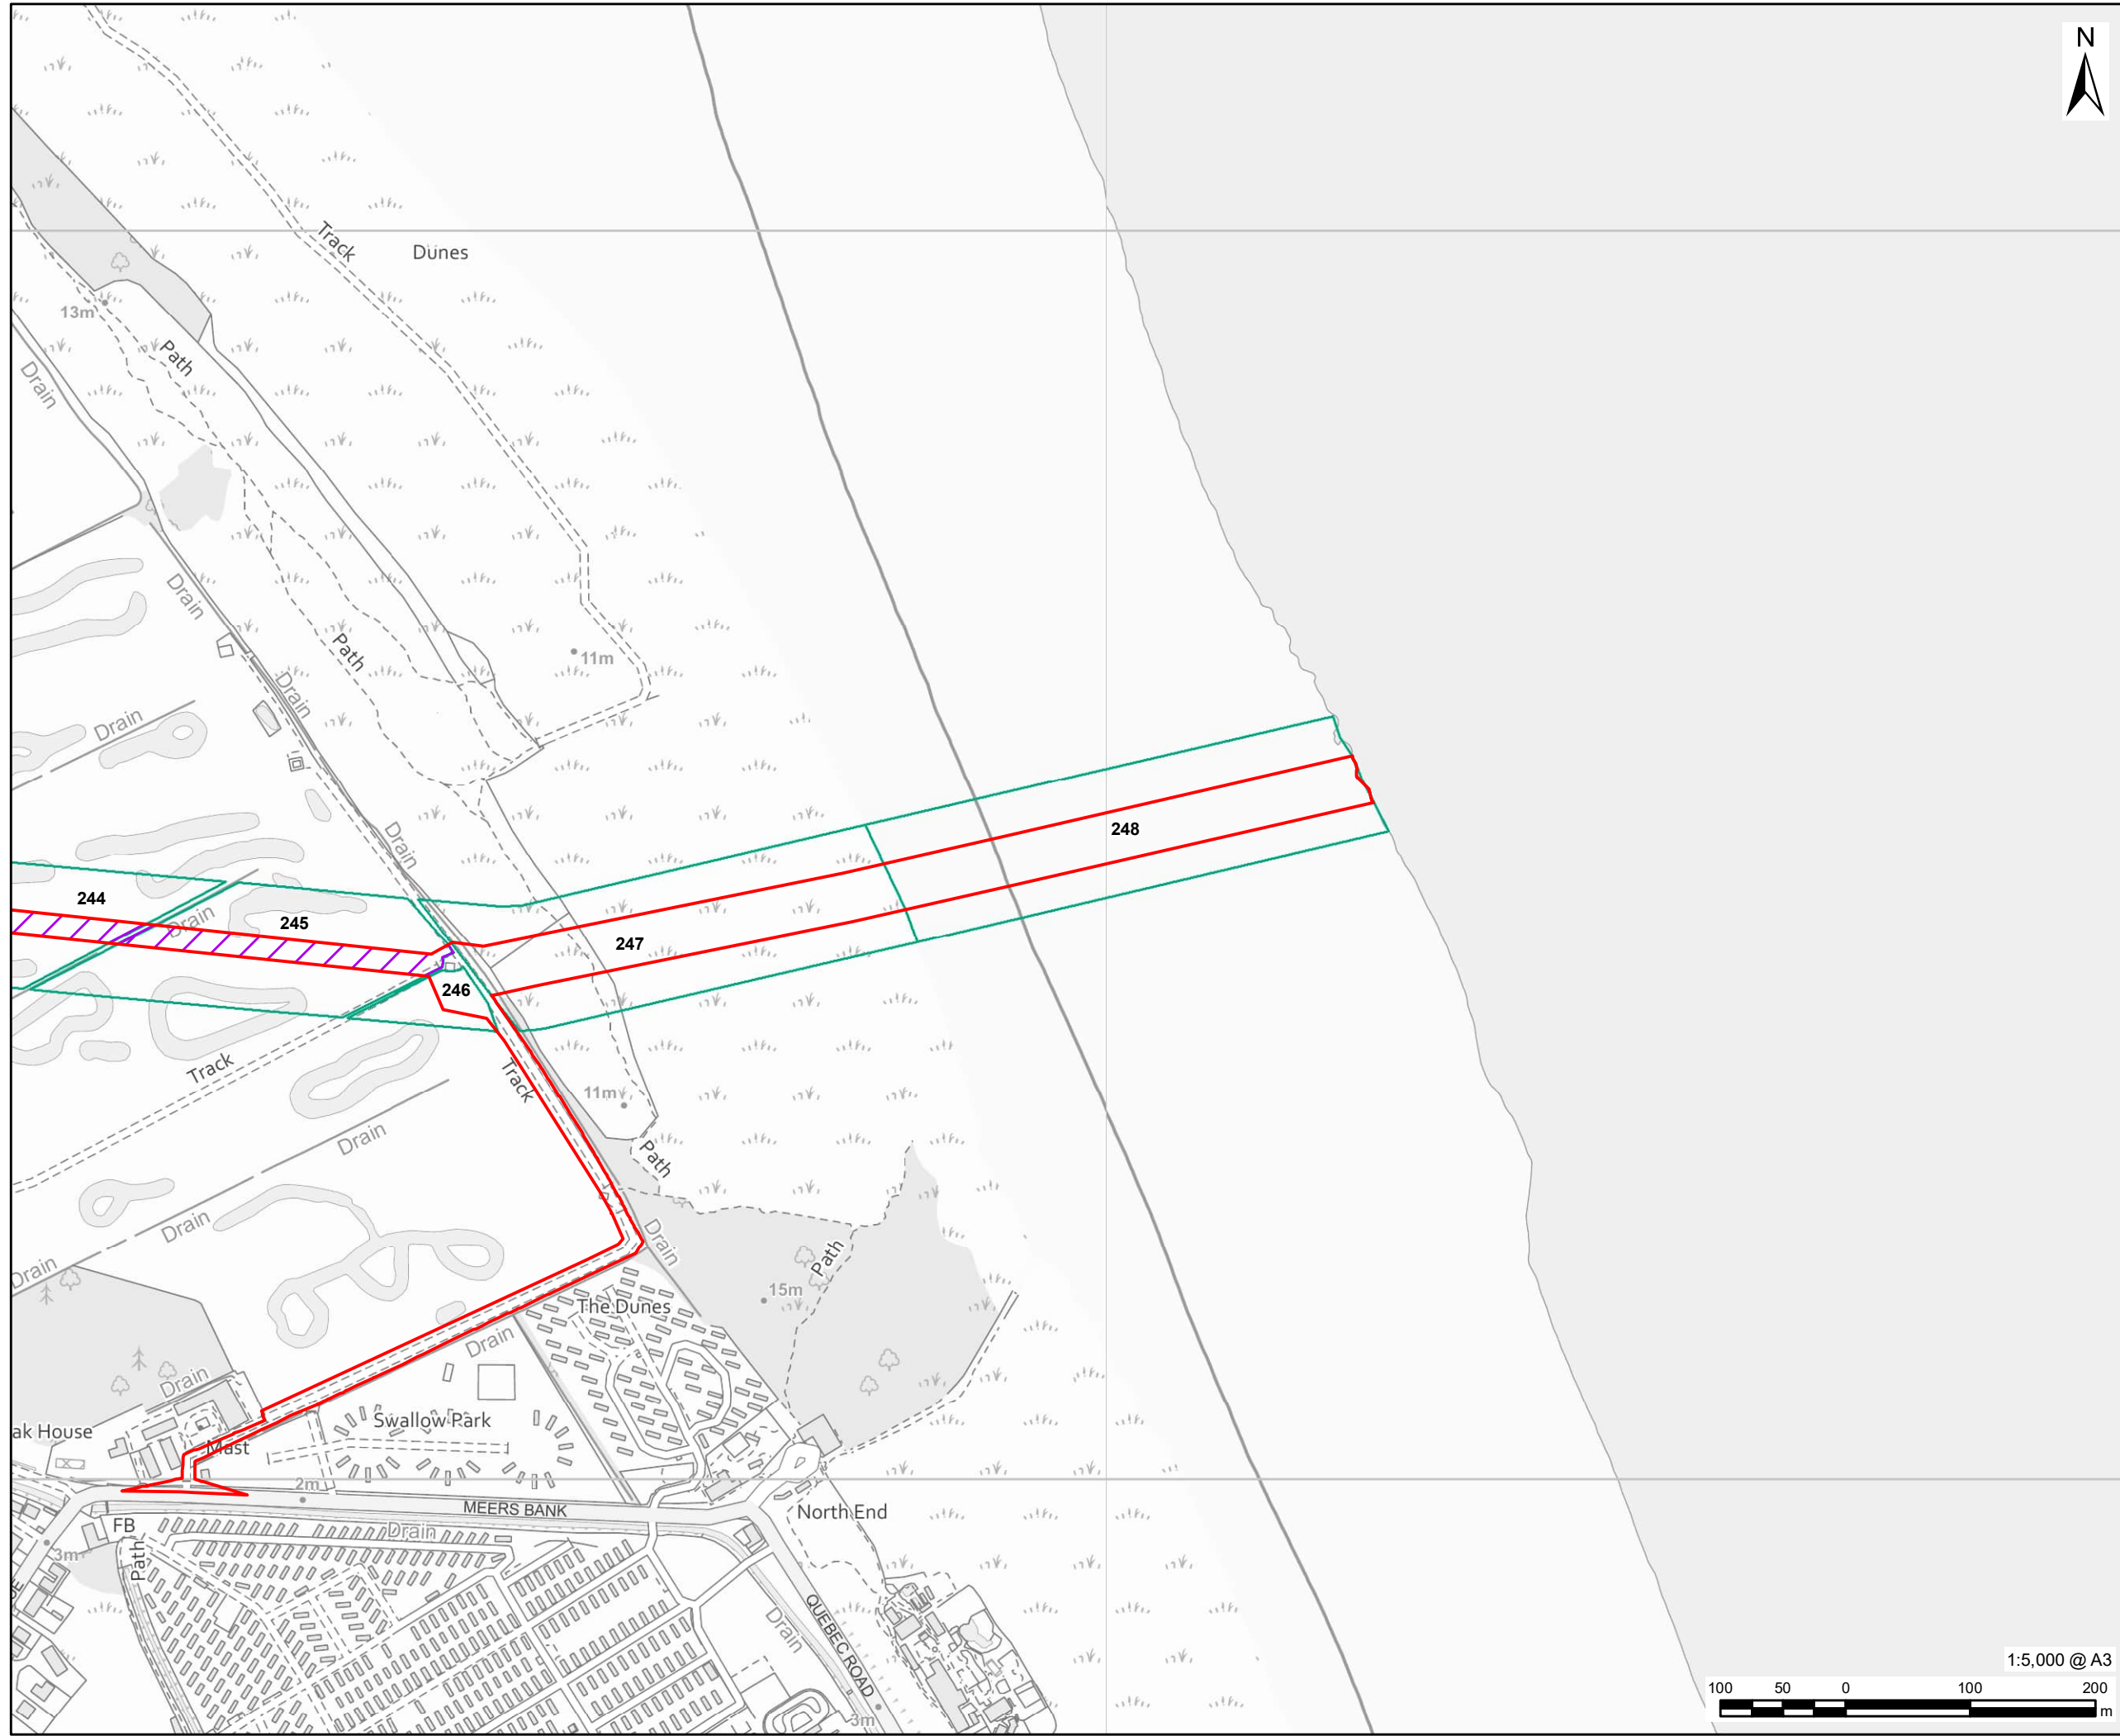 N
Track
Dunes
13m
Path
Drain
Drain
Path
11m
Drain
Drain
Drain
248
244
Drain
245
247
246
Track
Track
11m
Drain
Path
Drain
Drain
Path
Drain
15m
The Dunes
Drain
Drain
Swallow Park
ak House
Mast
2m
MEERS BANK
North End
FB
Drain
3m
Path
DE
QUEBEC ROAD
Drain
3m
1:5,000 @ A3
100 50 0 100 200
m